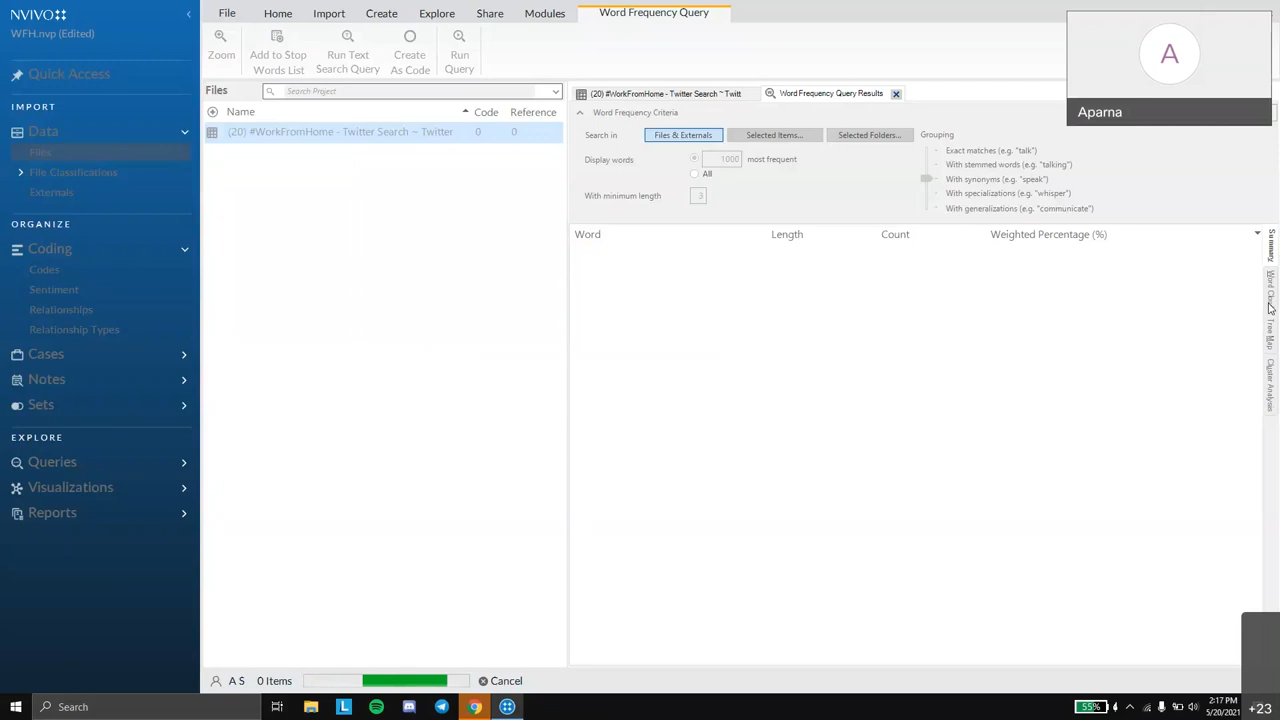 NVIVO
WFH.nvp (Edited)
Quick Access
IMPORT
Data
Files
File Classifications
Externals
ORGANIZE
Coding
Codes
Sentiment
Relationships
Relationship Types
Cases
Notes
Sets
EXPLORE
Queries
Visualizations
Reports
File Home Import Create Explore Share Modules Word Frequency Query
Zoom
Add to Stop
Words List
Run Text
Search Query
Create
As Code
Run
Query
Files
Search Project
Name Code Reference
(20) #WorkFromHome - Twitter Search ~ Twitter 0 0
(20) #WorkFromHome - Twitter Search ~ Twitt
Word Frequency Query Results
Word Frequency Criteria
Search in Files & Externals Selected Items... Selected Folders...
Display words 1000 most frequent
All
With minimum length 3
Grouping
Exact matches (e.g. "talk")
With stemmed words (e.g. "talking")
With synonyms (e.g. "speak")
With specializations (e.g. "whisper")
With generalizations (e.g. "communicate")
Word Length Count Weighted Percentage (%)
Summary
Word
Tree Map
Cluster Analysis
A
Aparna
A S 0 Items Cancel
Search
55%
2:17 PM
5/20/2021
+23